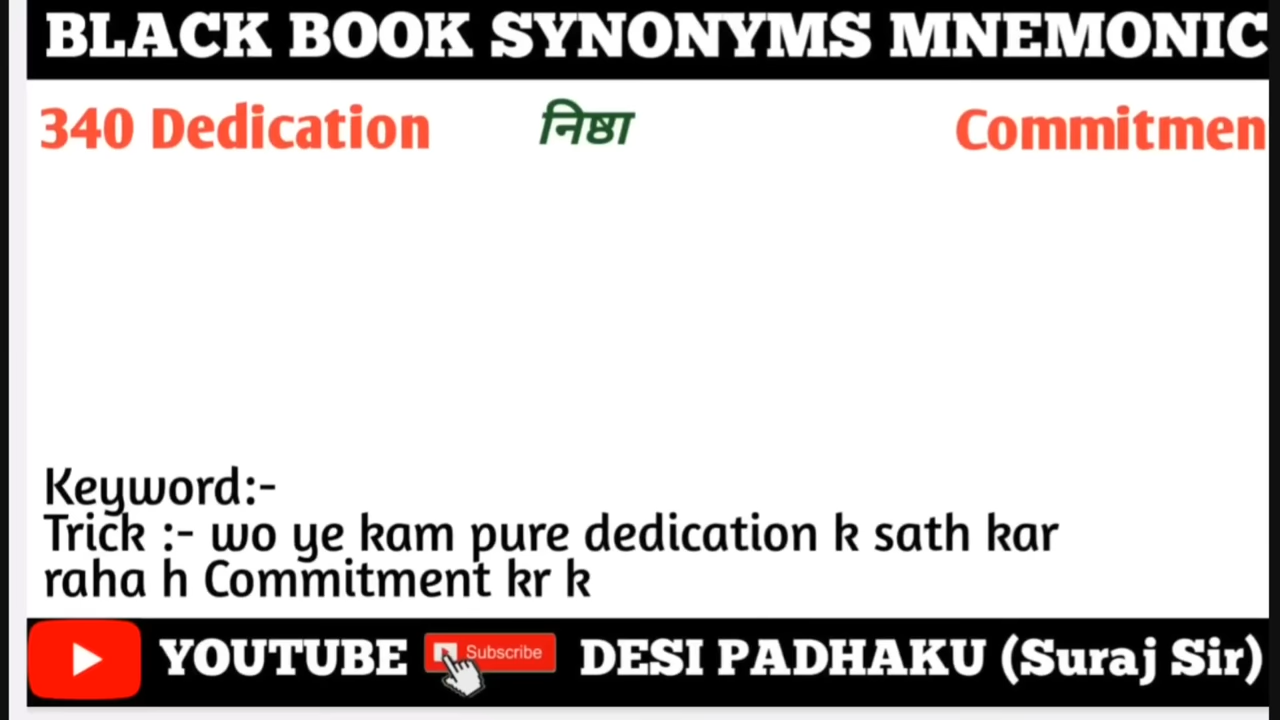 BLACK BOOK SYNONYMS MNEMONIC
340 Dedication निष्ठा Commitmen
Keyword:-
Trick :- wo ye kam pure dedication k sath kar
raha h Commitment kr k
YOUTUBE Subscribe DESI PADHAKU (Suraj Sir)